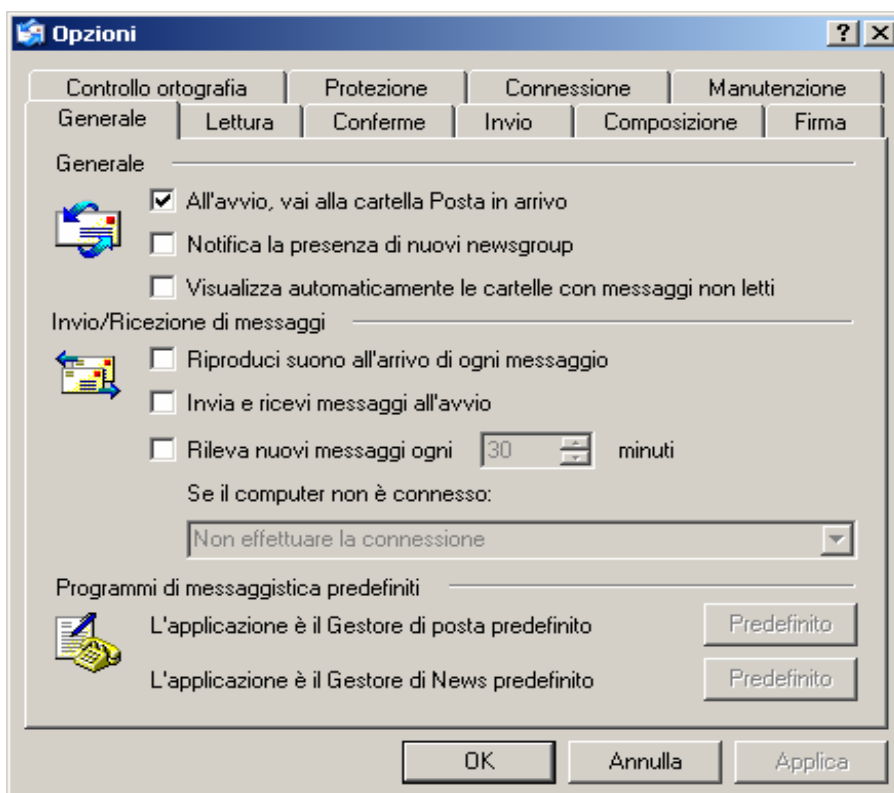 Opzioni
Controllo ortografia Protezione Connessione Manutenzione
Generale Lettura Conferme Invio Composizione Firma
Generale
All'avvio, vai alla cartella Posta in arrivo
Notifica la presenza di nuovi newsgroup
Visualizza automaticamente le cartelle con messaggi non letti
Invio/Ricezione di messaggi
Riproduci suono all'arrivo di ogni messaggio
Invia e ricevi messaggi all'avvio
Rileva nuovi messaggi ogni 30 minuti
Se il computer non è connesso:
Non effettuare la connessione
Programmi di messaggistica predefiniti
L'applicazione è il Gestore di posta predefinito Predefinito
L'applicazione è il Gestore di News predefinito Predefinito
OK Annulla Applica